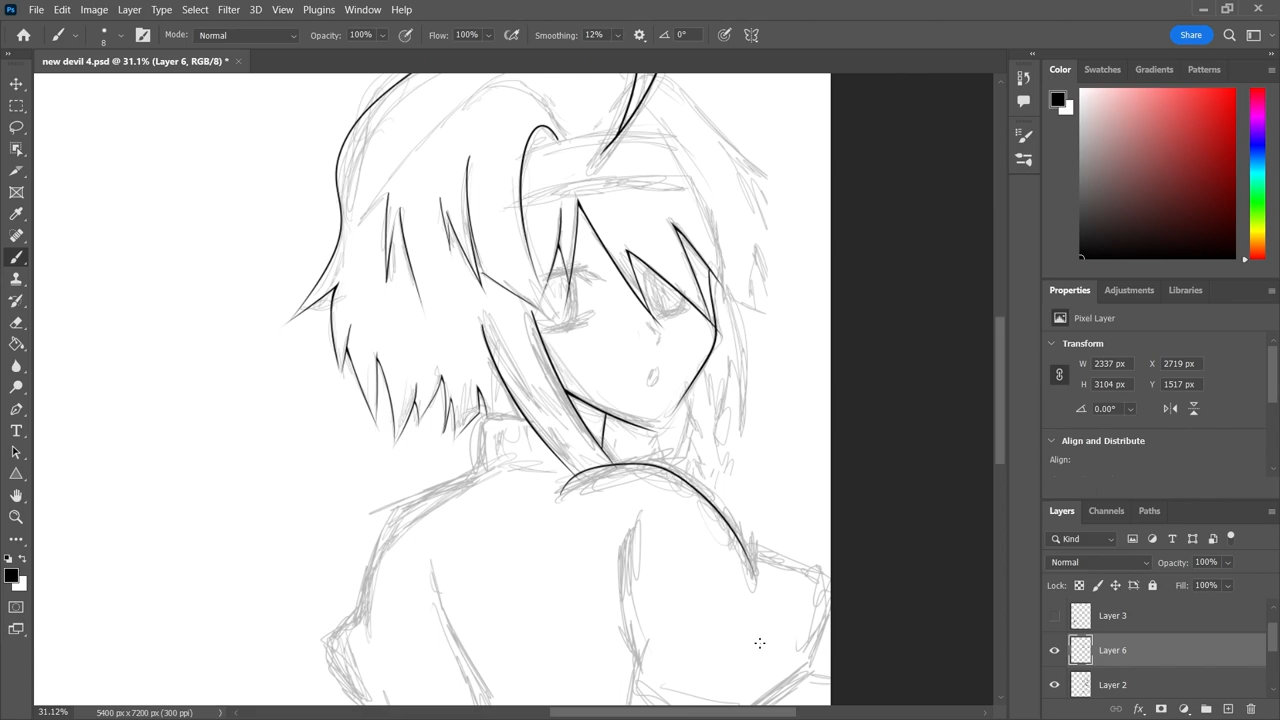 Ps File Edit Image Layer Type Select Filter 3D View Plugins Window Help
8 Mode: Normal Opacity: 100% Flow: 100% Smoothing: 12% 0° Share
new devil 4.psd @ 31.1% (Layer 6, RGB/8) *
Color Swatches Gradients Patterns
Properties Adjustments Libraries
Pixel Layer
Transform
W 2337 px X 2719 px
H 3104 px Y 1517 px
0.00°
Align and Distribute
Align:
Layers Channels Paths
Kind
Normal Opacity: 100%
Lock: Fill: 100%
Layer 3
Layer 6
Layer 2
31.12% 5400 px x 7200 px (300 ppi)